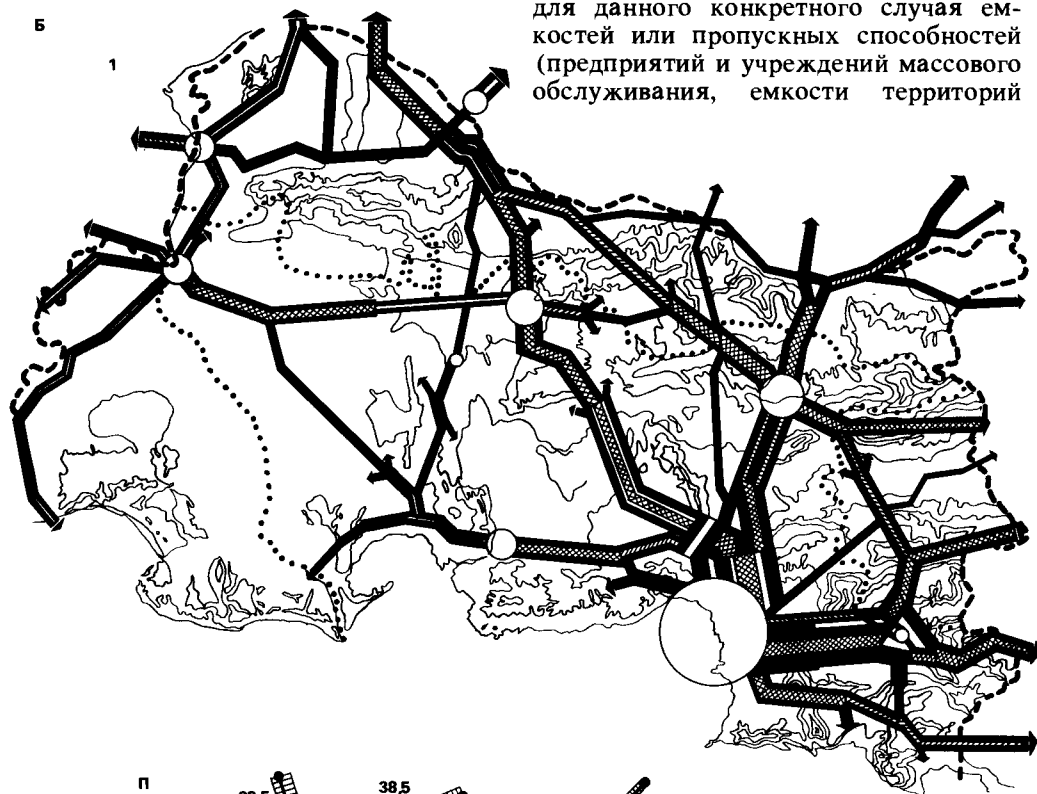 Б
1
для данного конкретного случая ем-
костей или пропускных способностей
(предприятий и учреждений массового
обслуживания, емкости территорий
П
38,5